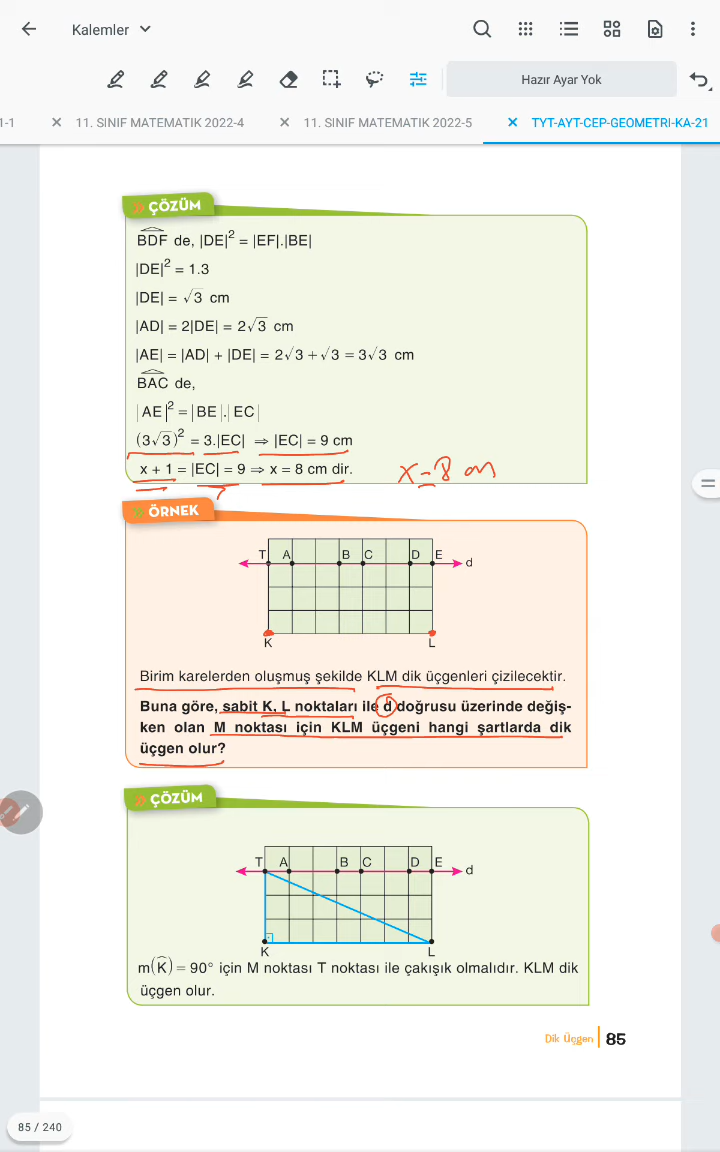 Kalemler
Hazır Ayar Yok
1-1
11. SINIF MATEMATIK 2022-4
11. SINIF MATEMATIK 2022-5
TYT-AYT-CEP-GEOMETRI-KA-21
ÇÖZÜM
BDF de, |DE|² = |EF|.|BE|
|DE|² = 1.3
|DE| = √3 cm
|AD| = 2|DE| = 2√3 cm
|AE| = |AD| + |DE| = 2√3 + √3 = 3√3 cm
BAC de,
|AE|² = |BE|.|EC|
(3√3)² = 3.|EC| ⇒ |EC| = 9 cm
x + 1 = |EC| = 9 ⇒ x = 8 cm dir.
x=8 cm
ÖRNEK
T A B C D E d
K L
Birim karelerden oluşmuş şekilde KLM dik üçgenleri çizilecektir.
Buna göre, sabit K, L noktaları ile d doğrusu üzerinde değiş-
ken olan M noktası için KLM üçgeni hangi şartlarda dik
üçgen olur?
ÇÖZÜM
T A B C D E d
K L
m(K) = 90° için M noktası T noktası ile çakışık olmalıdır. KLM dik
üçgen olur.
Dik Üçgen 85
85 / 240